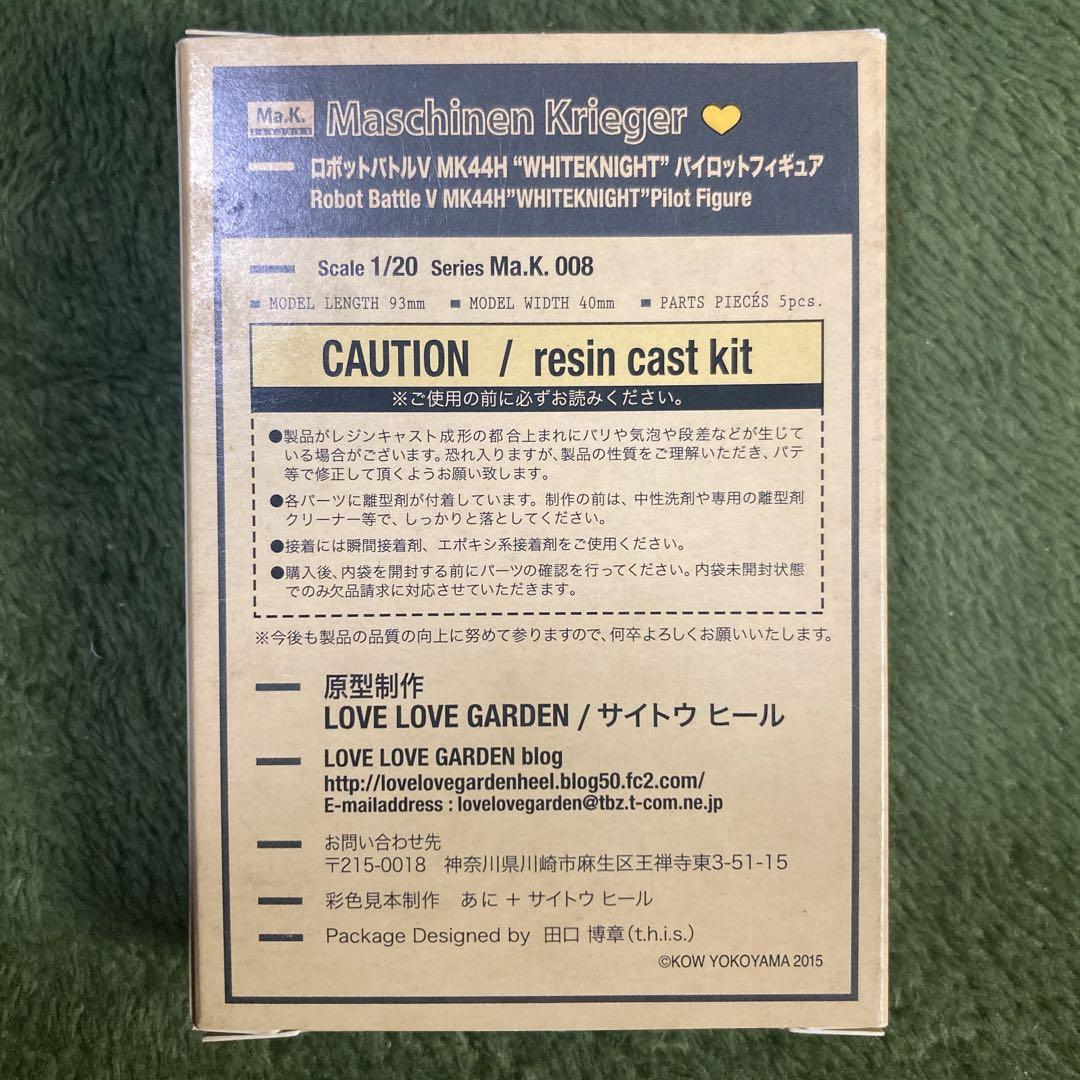 Ma.K. Maschinen Krieger
ロボットバトルV MK44H “WHITEKNIGHT” パイロットフィギュア
Robot Battle V MK44H”WHITEKNIGHT”Pilot Figure
Scale 1/20 Series Ma.K. 008
MODEL LENGTH 93mm MODEL WIDTH 40mm PARTS PIECÉS 5pcs.
CAUTION / resin cast kit
※ご使用の前に必ずお読みください。
●製品がレジンキャスト成形の都合上まれにバリや気泡や段差などが生じて
いる場合がございます。恐れ入りますが、製品の性質をご理解いただき、パテ
等で修正して頂くようお願い致します。
●各パーツに離型剤が付着しています。制作の前は、中性洗剤や専用の離型剤
クリーナー等で、しっかりと落としてください。
●接着には瞬間接着剤、エポキシ系接着剤をご使用ください。
●購入後、内袋を開封する前にパーツの確認を行ってください。内袋未開封状態
でのみ欠品請求に対応させていただきます。
※今後も製品の品質の向上に努めて参りますので、何卒よろしくお願いいたします。
原型制作
LOVE LOVE GARDEN / サイトウ ヒール
LOVE LOVE GARDEN blog
http://lovelovegardenheel.blog50.fc2.com/
E-mailaddress : lovelovegarden@tbz.t-com.ne.jp
お問い合わせ先
〒215-0018 神奈川県川崎市麻生区王禅寺東3-51-15
彩色見本制作 あに + サイトウ ヒール
Package Designed by 田口 博章(t.h.i.s.)
©KOW YOKOYAMA 2015